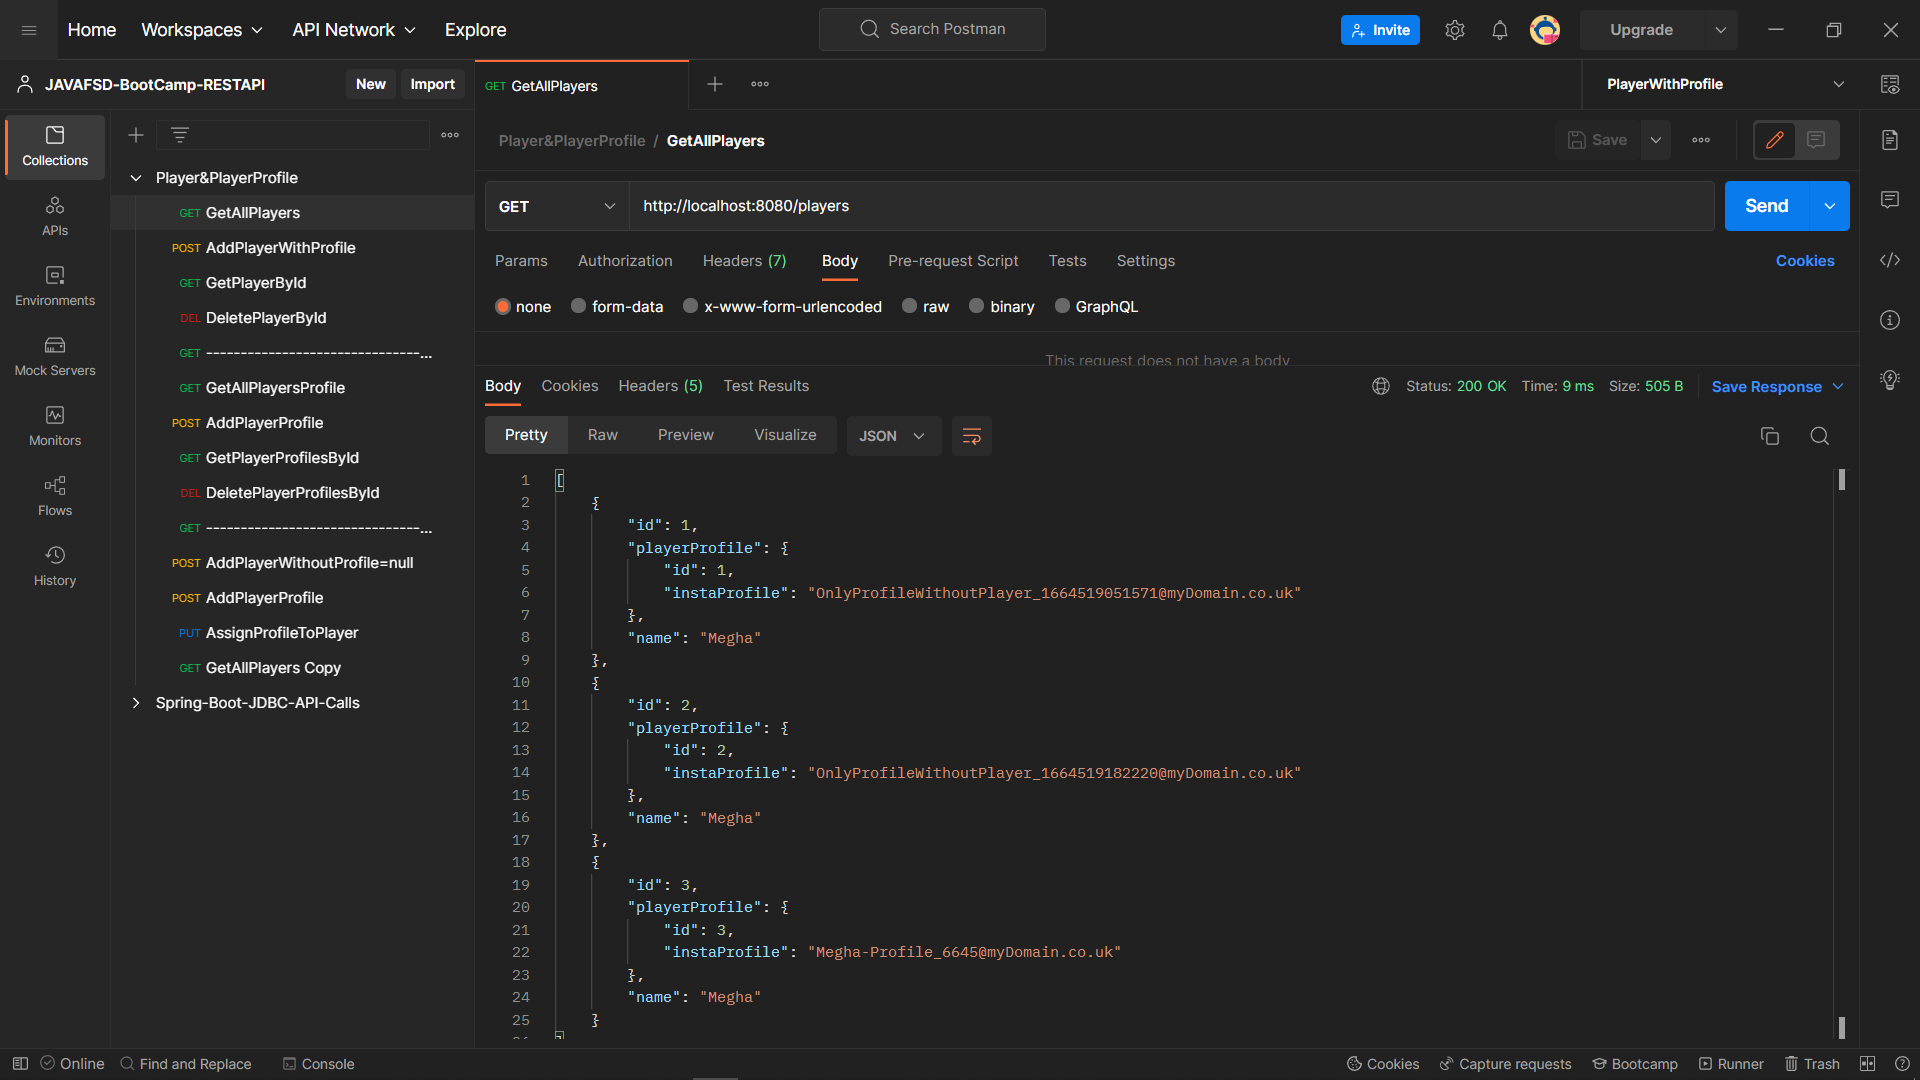 Home Workspaces API Network Explore Search Postman Invite Upgrade
JAVAFSD-BootCamp-RESTAPI New Import GET GetAllPlayers PlayerWithProfile
Collections
APIs
Environments
Mock Servers
Monitors
Flows
History
Player&PlayerProfile
GET GetAllPlayers
POST AddPlayerWithProfile
GET GetPlayerById
DEL DeletePlayerById
GET -------------------------------...
GET GetAllPlayersProfile
POST AddPlayerProfile
GET GetPlayerProfilesById
DEL DeletePlayerProfilesById
GET -------------------------------...
POST AddPlayerWithoutProfile=null
POST AddPlayerProfile
PUT AssignProfileToPlayer
GET GetAllPlayers Copy
Spring-Boot-JDBC-API-Calls
Player&PlayerProfile / GetAllPlayers Save
GET http://localhost:8080/players Send
Params Authorization Headers (7) Body Pre-request Script Tests Settings Cookies
none form-data x-www-form-urlencoded raw binary GraphQL
This request does not have a body
Body Cookies Headers (5) Test Results Status: 200 OK Time: 9 ms Size: 505 B Save Response
Pretty Raw Preview Visualize JSON
1 [
2 {
3 "id": 1,
4 "playerProfile": {
5 "id": 1,
6 "instaProfile": "OnlyProfileWithoutPlayer_1664519051571@myDomain.co.uk"
7 },
8 "name": "Megha"
9 },
10 {
11 "id": 2,
12 "playerProfile": {
13 "id": 2,
14 "instaProfile": "OnlyProfileWithoutPlayer_1664519182220@myDomain.co.uk"
15 },
16 "name": "Megha"
17 },
18 {
19 "id": 3,
20 "playerProfile": {
21 "id": 3,
22 "instaProfile": "Megha-Profile_6645@myDomain.co.uk"
23 },
24 "name": "Megha"
25 }
Online Find and Replace Console Cookies Capture requests Bootcamp Runner Trash